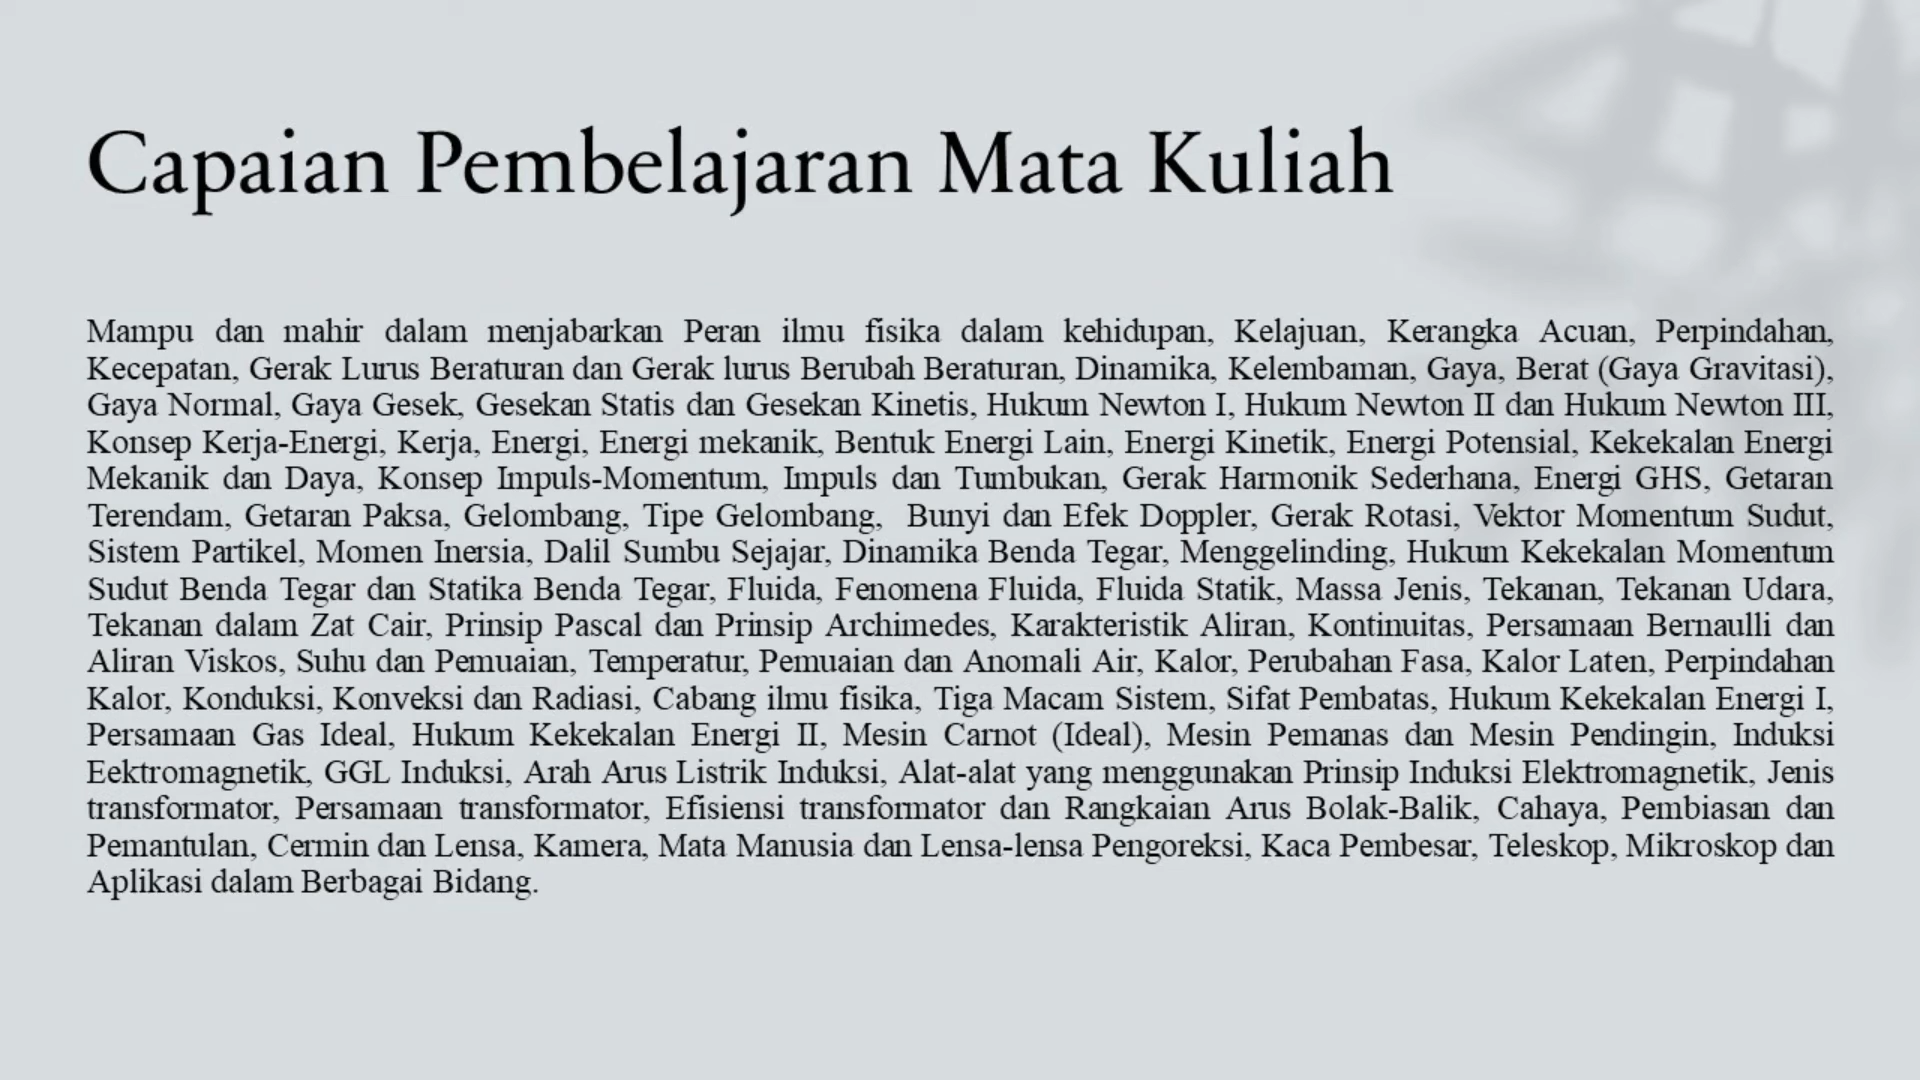 Capaian Pembelajaran Mata Kuliah
Mampu dan mahir dalam menjabarkan Peran ilmu fisika dalam kehidupan, Kelajuan, Kerangka Acuan, Perpindahan,
Kecepatan, Gerak Lurus Beraturan dan Gerak lurus Berubah Beraturan, Dinamika, Kelembaman, Gaya, Berat (Gaya Gravitasi),
Gaya Normal, Gaya Gesek, Gesekan Statis dan Gesekan Kinetis, Hukum Newton I, Hukum Newton II dan Hukum Newton III,
Konsep Kerja-Energi, Kerja, Energi, Energi mekanik, Bentuk Energi Lain, Energi Kinetik, Energi Potensial, Kekekalan Energi
Mekanik dan Daya, Konsep Impuls-Momentum, Impuls dan Tumbukan, Gerak Harmonik Sederhana, Energi GHS, Getaran
Terendam, Getaran Paksa, Gelombang, Tipe Gelombang, Bunyi dan Efek Doppler, Gerak Rotasi, Vektor Momentum Sudut,
Sistem Partikel, Momen Inersia, Dalil Sumbu Sejajar, Dinamika Benda Tegar, Menggelinding, Hukum Kekekalan Momentum
Sudut Benda Tegar dan Statika Benda Tegar, Fluida, Fenomena Fluida, Fluida Statik, Massa Jenis, Tekanan, Tekanan Udara,
Tekanan dalam Zat Cair, Prinsip Pascal dan Prinsip Archimedes, Karakteristik Aliran, Kontinuitas, Persamaan Bernaulli dan
Aliran Viskos, Suhu dan Pemuaian, Temperatur, Pemuaian dan Anomali Air, Kalor, Perubahan Fasa, Kalor Laten, Perpindahan
Kalor, Konduksi, Konveksi dan Radiasi, Cabang ilmu fisika, Tiga Macam Sistem, Sifat Pembatas, Hukum Kekekalan Energi I,
Persamaan Gas Ideal, Hukum Kekekalan Energi II, Mesin Carnot (Ideal), Mesin Pemanas dan Mesin Pendingin, Induksi
Eektromagnetik, GGL Induksi, Arah Arus Listrik Induksi, Alat-alat yang menggunakan Prinsip Induksi Elektromagnetik, Jenis
transformator, Persamaan transformator, Efisiensi transformator dan Rangkaian Arus Bolak-Balik, Cahaya, Pembiasan dan
Pemantulan, Cermin dan Lensa, Kamera, Mata Manusia dan Lensa-lensa Pengoreksi, Kaca Pembesar, Teleskop, Mikroskop dan
Aplikasi dalam Berbagai Bidang.